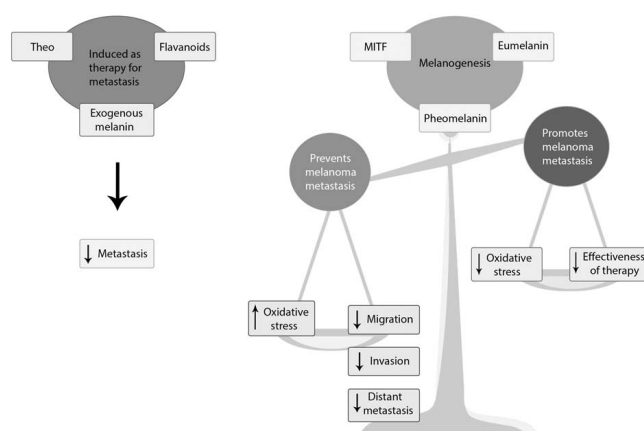 Theo
Flavanoids
Induced as
therapy for
metastasis
Exogenous
melanin
↓ Metastasis
MITF
Eumelanin
Melanogenesis
Pheomelanin
Prevents
melanoma
metastasis
Promotes
melanoma
metastasis
↑ Oxidative
stress
↓ Migration
↓ Invasion
↓ Distant
metastasis
↓ Oxidative
stress
↓ Effectiveness
of therapy